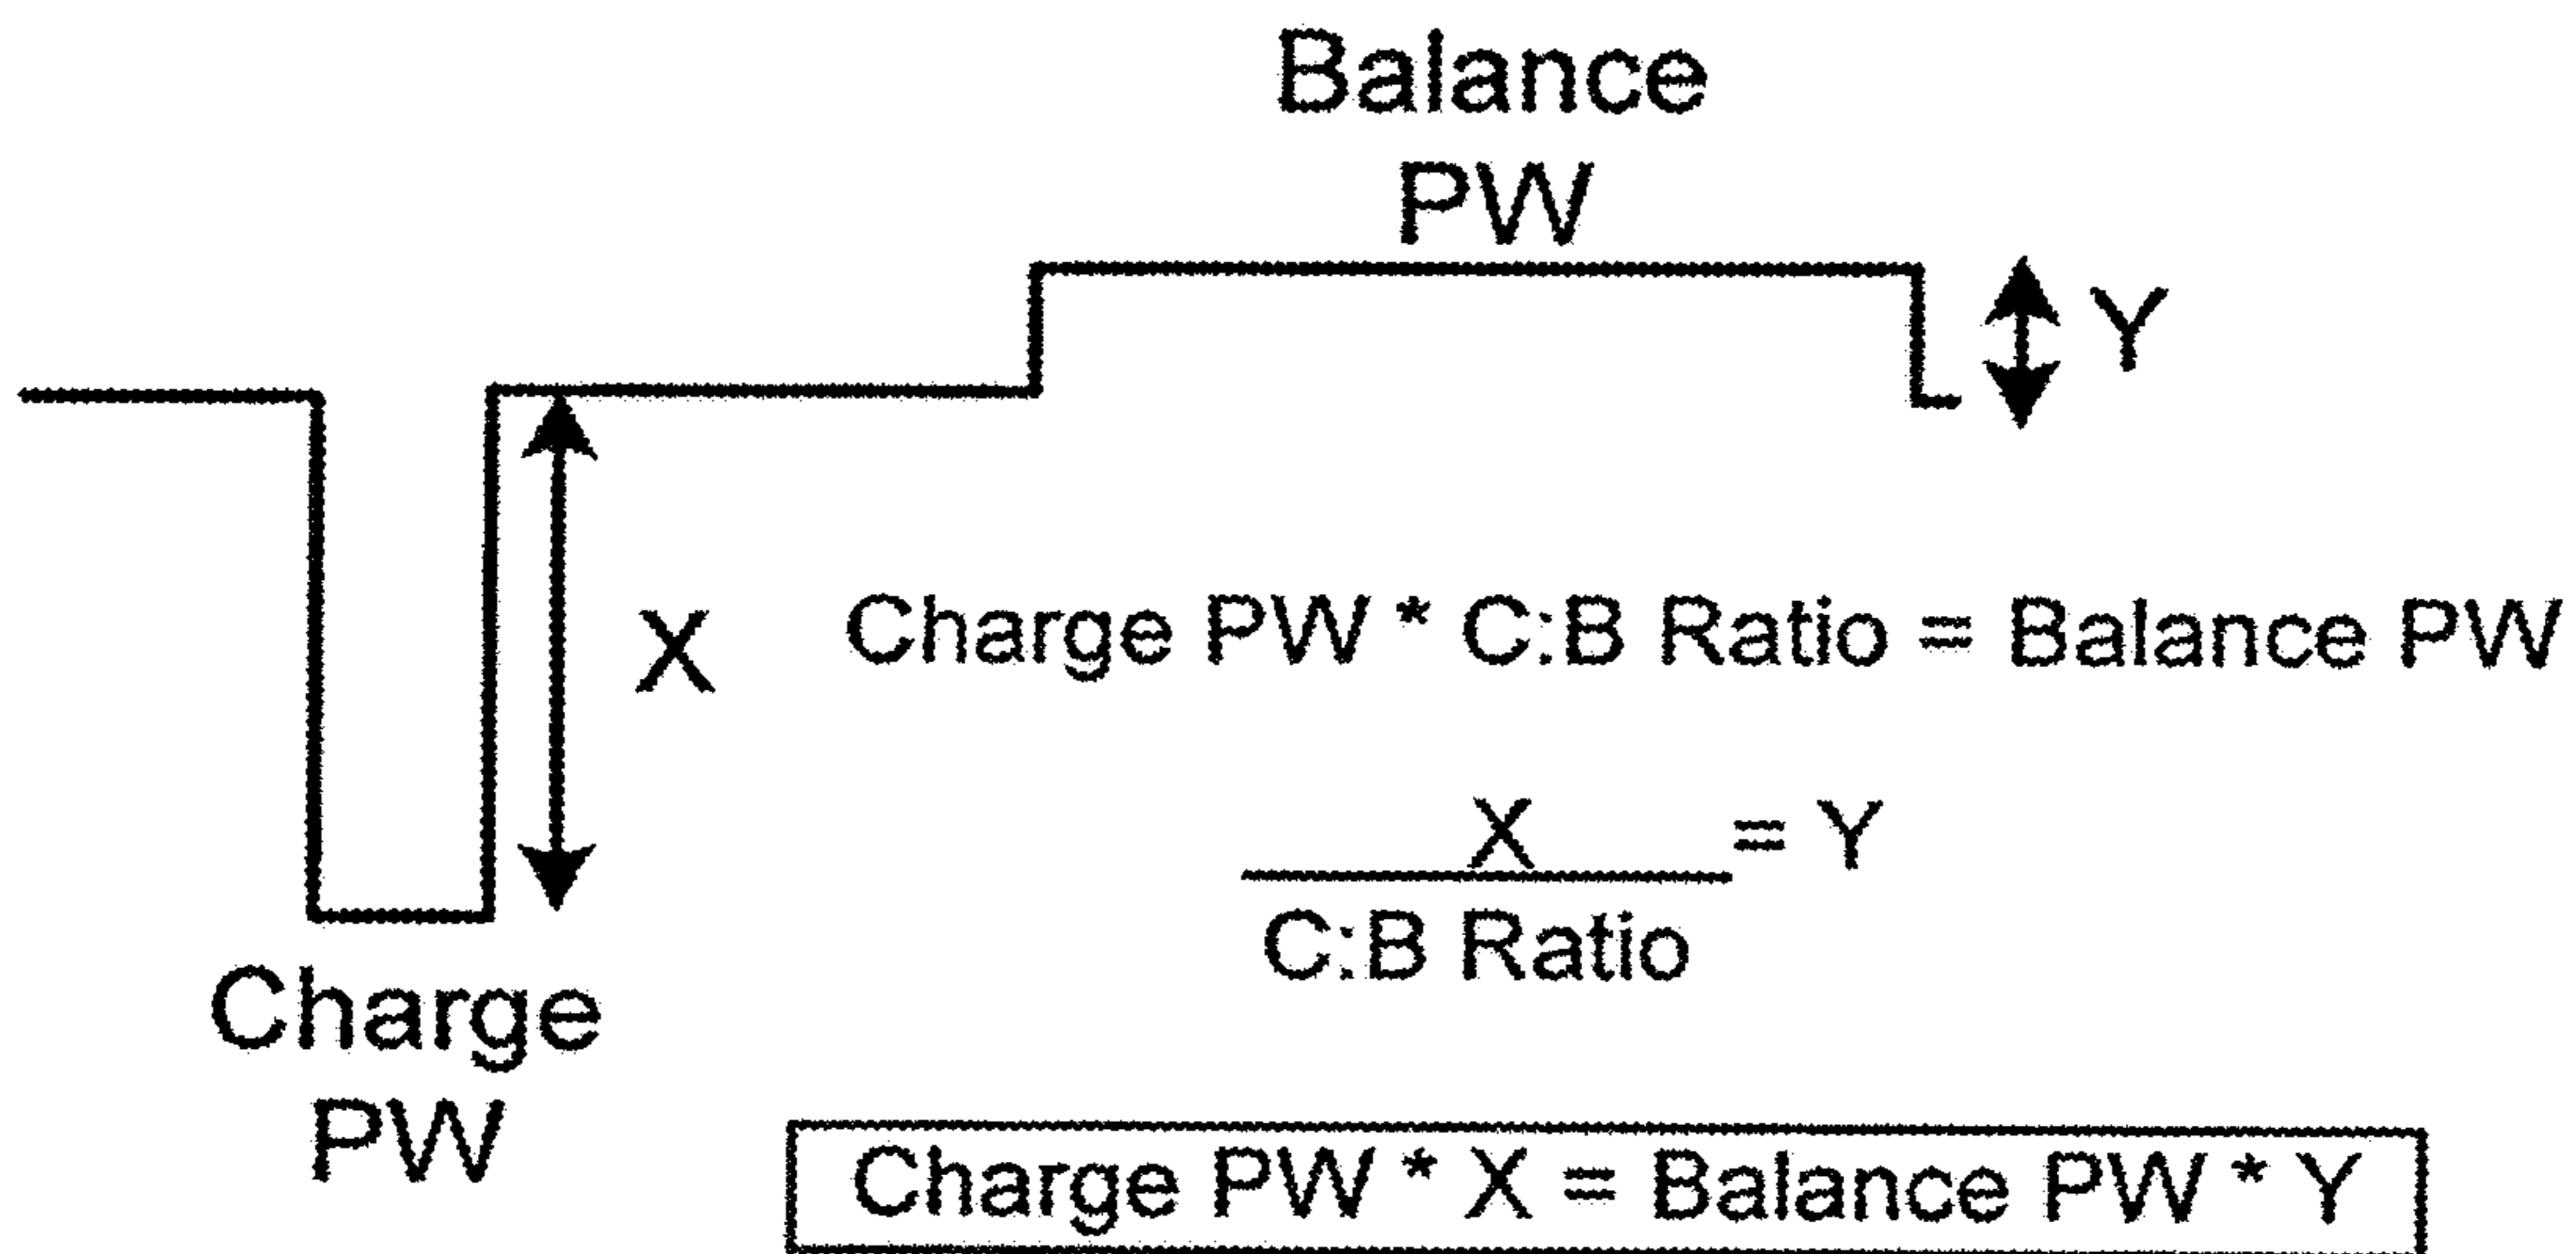 Balance
PW
Y
X
Charge PW * C:B Ratio = Balance PW
X = Y
C:B Ratio
Charge
PW
Charge PW * X = Balance PW * Y